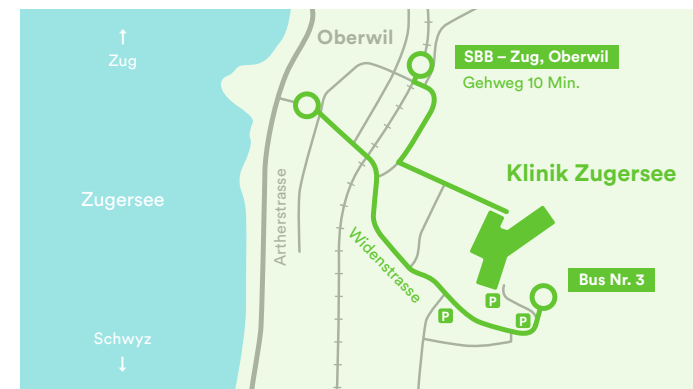 ↑
Zug
Oberwil
SBB – Zug, Oberwil
Gehweg 10 Min.
Klinik Zugersee
Zugersee
Artherstrasse
Widenstrasse
Bus Nr. 3
P
P
P
Schwyz
↓